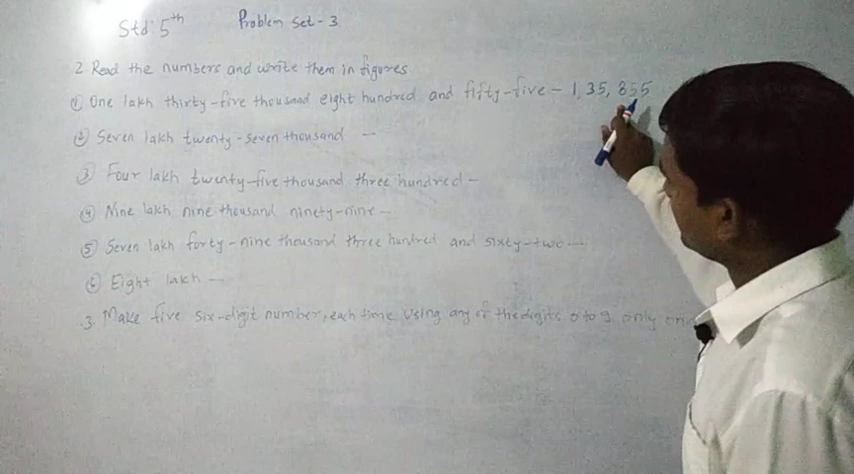 Std: 5th Problem Set - 3
2 Read the numbers and write them in figures
① One lakh thirty-five thousand eight hundred and fifty-five - 1,35,855
② Seven lakh twenty-seven thousand -
③ Four lakh twenty-five thousand three hundred -
④ Nine lakh nine thousand ninety-nine -
⑤ Seven lakh forty-nine thousand three hundred and sixty-two -
⑥ Eight lakh -
3. Make five six-digit number, each time using any of the digits 0 to 9 only